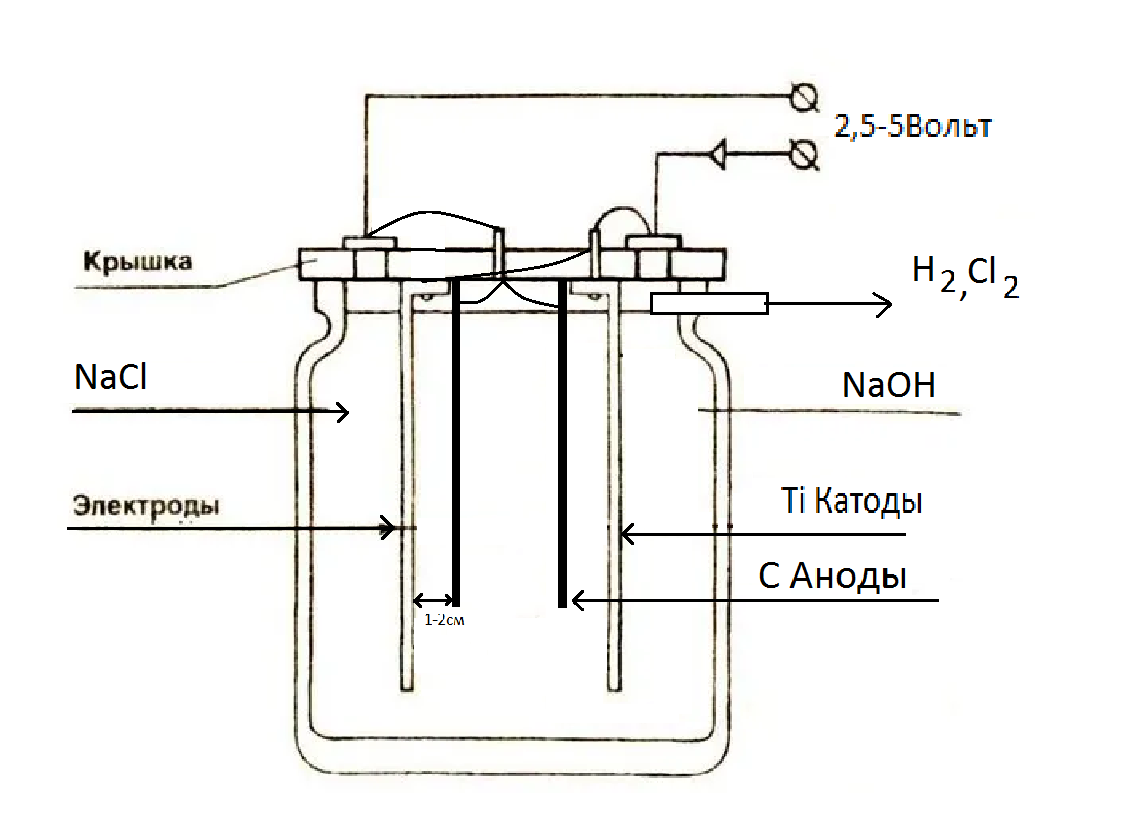 2,5-5Вольт
Крышка
H2,Cl2
NaCl
NaOH
Электроды
Ti Катоды
С Аноды
1-2см